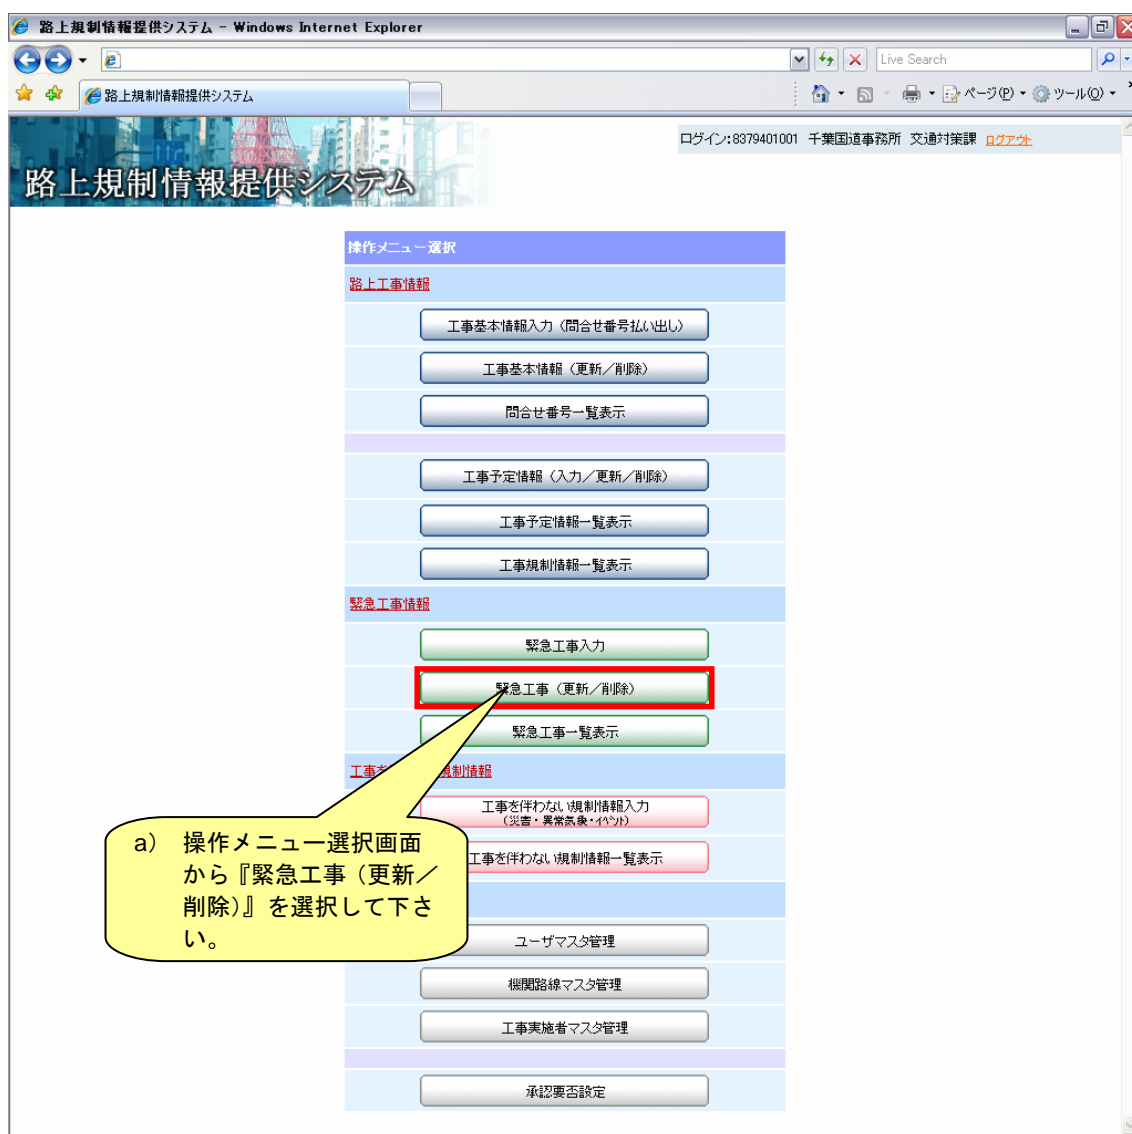 路上規制情報提供システム - Windows Internet Explorer
Live Search
路上規制情報提供システム
ページ(P)
ツール(O)
ログイン:8379401001 千葉国道事務所 交通対策課 ログアウト
路上規制情報提供システム
操作メニュー選択
路上工事情報
工事基本情報入力（問合せ番号払い出し）
工事基本情報（更新／削除）
問合せ番号一覧表示
工事予定情報（入力／更新／削除）
工事予定情報一覧表示
工事規制情報一覧表示
緊急工事情報
緊急工事入力
緊急工事（更新／削除）
緊急工事一覧表示
工事を 規制情報
工事を伴わない規制情報入力
（災害・異常気象・イベント）
工事を伴わない規制情報一覧表示
a) 操作メニュー選択画面
から『緊急工事（更新／
削除）』を選択して下さ
い。
ユーザマスタ管理
機関路線マスタ管理
工事実施者マスタ管理
承認要否設定